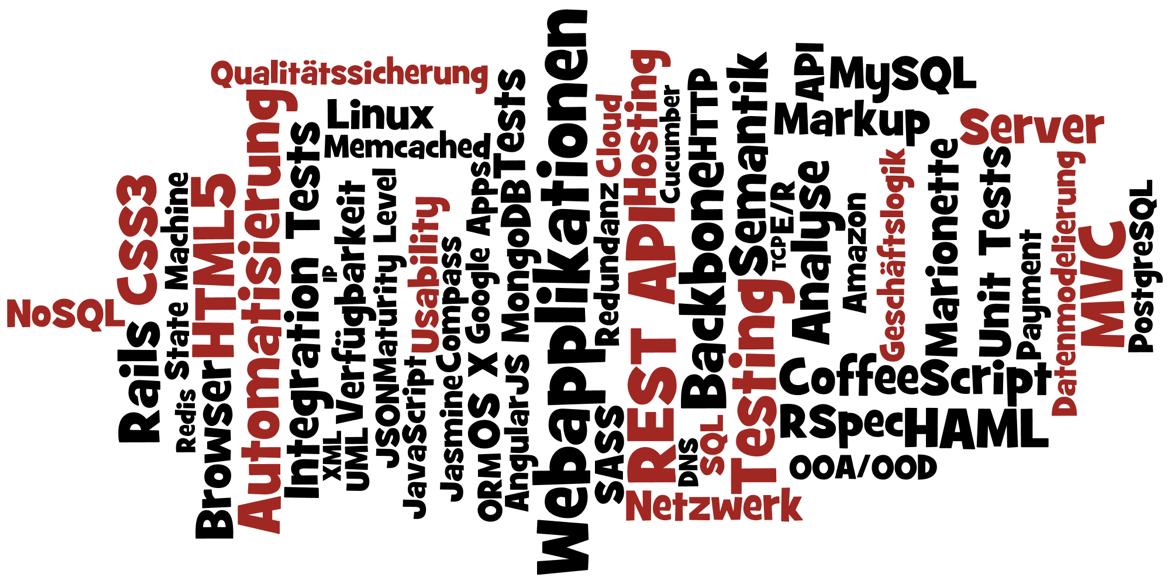 NoSQL
CSS3
Rails
State Machine
Redis
HTML5
Browser
Qualitätssicherung
Automatisierung
Integration Tests
Linux
Memcached
IP
XML
Verfügbarkeit
UML
Maturity Level
JSON
Usability
JavaScript
Compass
Jasmine
Google Apps
OS X
ORM
Tests
MongoDB
AngularJS
Webapplikationen
Cloud
Redundanz
SASS
Hosting
REST API
Cucumber
HTTP
Backbone
DNS
SQL
Netzwerk
Semantik
Testing
API
MySQL
Markup
E/R
TCP
Analyse
Amazon
Geschäftslogik
Marionette
Server
Unit Tests
Payment
Datenmodelierung
MVC
PostgreSQL
CoffeeScript
RSpec
HAML
OOA/OOD